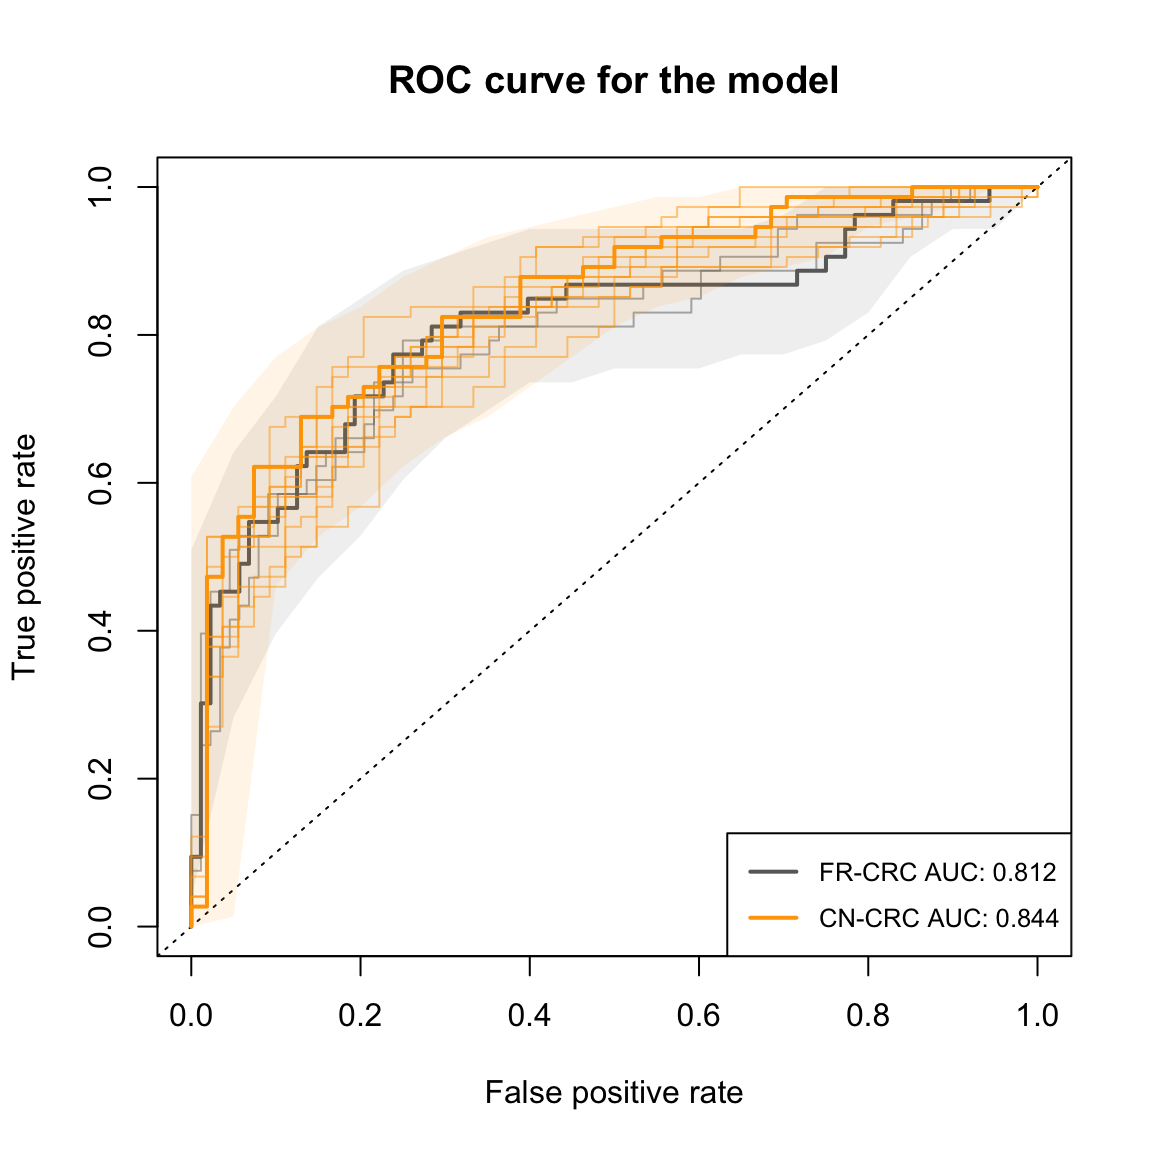 ROC curve for the model
True positive rate
1.0
0.8
0.6
0.4
0.2
0.0
0.0 0.2 0.4 0.6 0.8 1.0
False positive rate
FR-CRC AUC: 0.812
CN-CRC AUC: 0.844